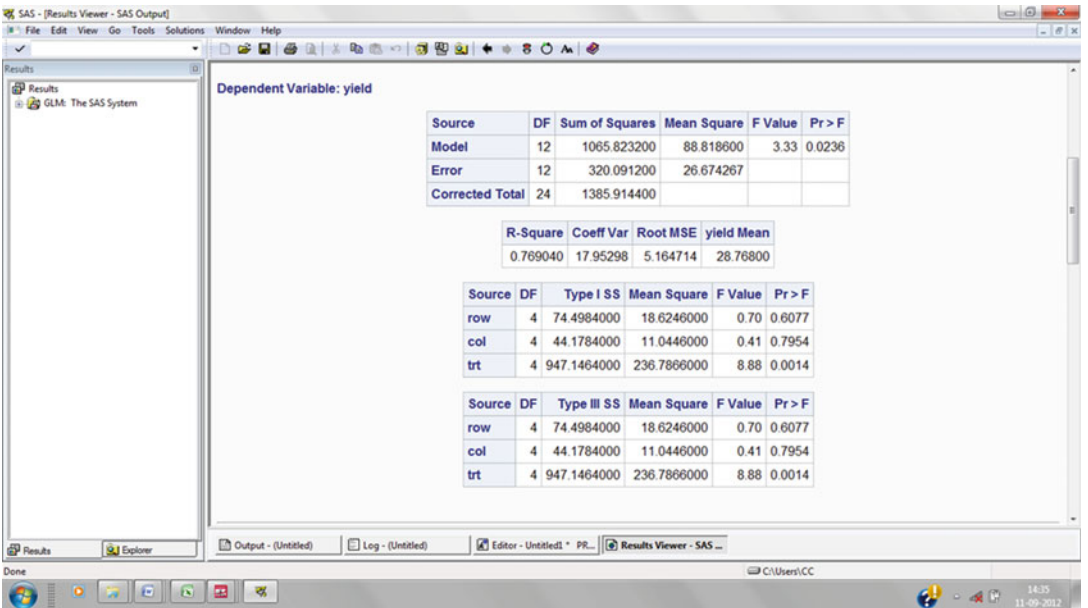 SAS - [Results Viewer - SAS Output]
File Edit View Go Tools Solutions Window Help
Results
Results
GLM: The SAS System
Dependent Variable: yield
Source DF Sum of Squares Mean Square F Value Pr > F
Model 12 1065.823200 88.818600 3.33 0.0236
Error 12 320.091200 26.674267
Corrected Total 24 1385.914400
R-Square Coeff Var Root MSE yield Mean
0.769040 17.95298 5.164714 28.76800
Source DF Type I SS Mean Square F Value Pr > F
row 4 74.4984000 18.6246000 0.70 0.6077
col 4 44.1784000 11.0446000 0.41 0.7954
trt 4 947.1464000 236.7866000 8.88 0.0014
Source DF Type III SS Mean Square F Value Pr > F
row 4 74.4984000 18.6246000 0.70 0.6077
col 4 44.1784000 11.0446000 0.41 0.7954
trt 4 947.1464000 236.7866000 8.88 0.0014
Results Explorer
Output - (Untitled) Log - (Untitled) Editor - Untitled1 * PR... Results Viewer - SAS ...
Done C:\Users\CC
14:35
11-09-2012